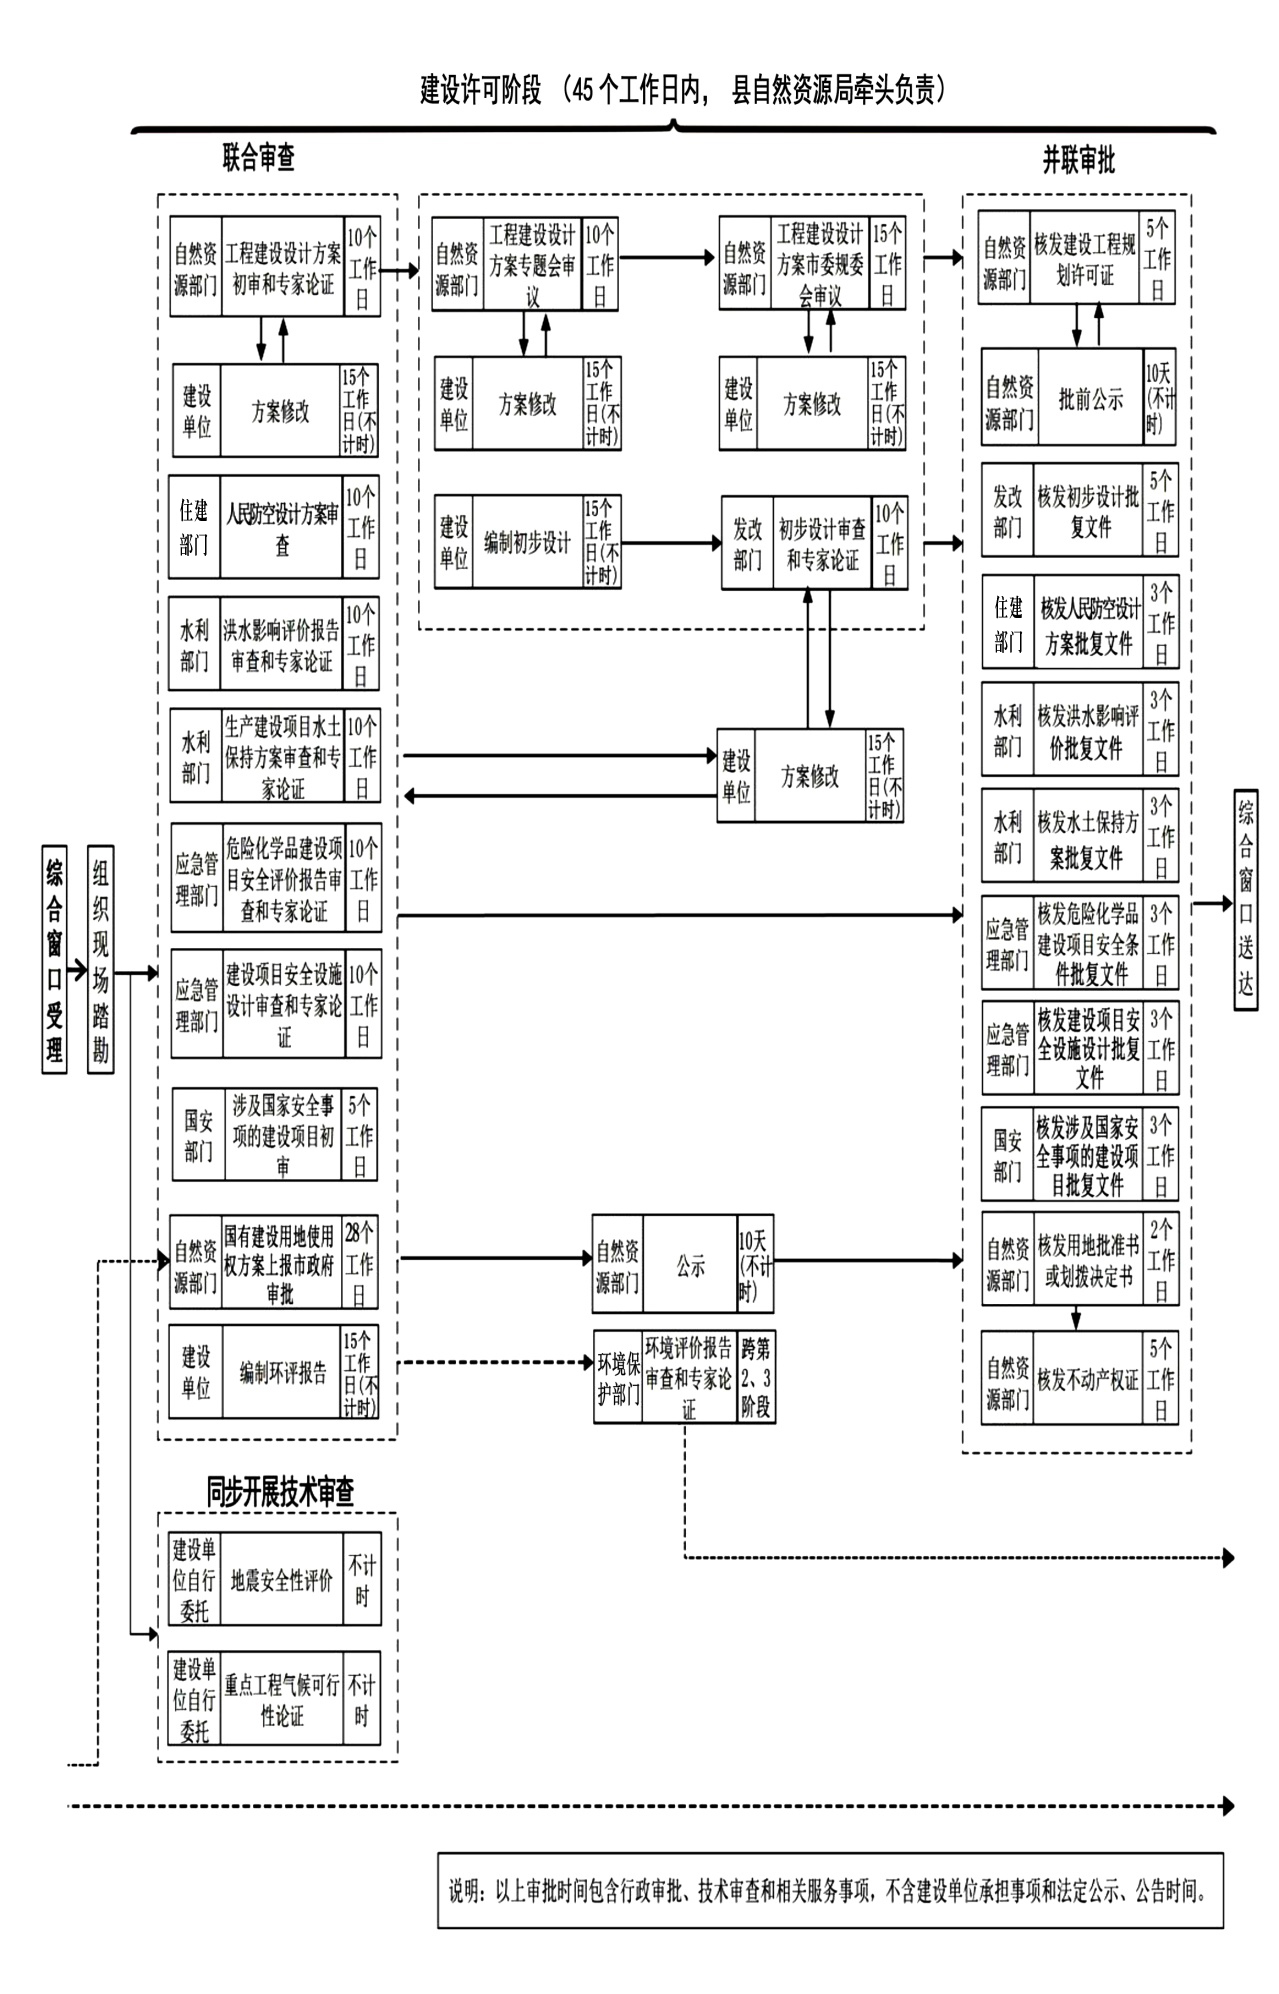 建设许可阶段 （45 个工作日内， 县自然资源局牵头负责）
联合审查
并联审批
综合窗口受理
组织现场踏勘
自然资
源部门
工程建设设计方案
初审和专家论证
10个
工作
日
建设
单位
方案修改
15个
工作
日(不
计时)
住建
部门
人民防空设计方案审
查
10个
工作
日
水利
部门
洪水影响评价报告
审查和专家论证
10个
工作
日
水利
部门
生产建设项目水土
保持方案审查和专
家论证
10个
工作
日
应急管
理部门
危险化学品建设项
目安全评价报告审
查和专家论证
10个
工作
日
应急管
理部门
建设项目安全设施
设计审查和专家论
证
10个
工作
日
国安
部门
涉及国家安全事
项的建设项目初
审
5个
工作
日
自然资
源部门
国有建设用地使用
权方案上报市政府
审批
28个
工作
日
建设
单位
编制环评报告
15个
工作
日(不
计时)
同步开展技术审查
建设单
位自行
委托
地震安全性评价
不计
时
建设单
位自行
委托
重点工程气候可行
性论证
不计
时
自然资
源部门
工程建设设计
方案专题会审
议
10个
工作
日
自然资
源部门
工程建设设计
方案市委规委
会审议
15个
工作
日
建设
单位
方案修改
15个
工作
日(不
计时)
建设
单位
方案修改
15个
工作
日(不
计时)
建设
单位
编制初步设计
15个
工作
日(不
计时)
发改
部门
初步设计审查
和专家论证
10个
工作
日
建设
单位
方案修改
15个
工作
日(不
计时)
自然资
源部门
公示
10天
(不计
时)
环境保
护部门
环境评价报告
审查和专家论
证
跨第
2、3
阶段
自然资
源部门
核发建设工程规
划许可证
5个
工作
日
自然资
源部门
批前公示
10天
(不计
时)
发改
部门
核发初步设计批
复文件
5个
工作
日
住建
部门
核发人民防空设计
方案批复文件
3个
工作
日
水利
部门
核发洪水影响评
价批复文件
3个
工作
日
水利
部门
核发水土保持方
案批复文件
3个
工作
日
应急管
理部门
核发危险化学品
建设项目安全条
件批复文件
3个
工作
日
应急管
理部门
核发建设项目安
全设施设计批复
文件
3个
工作
日
国安
部门
核发涉及国家安
全事项的建设项
目批复文件
3个
工作
日
自然资
源部门
核发用地批准书
或划拨决定书
2个
工作
日
自然资
源部门
核发不动产权证
5个
工作
日
综合窗口送达
说明：以上审批时间包含行政审批、技术审查和相关服务事项，不含建设单位承担事项和法定公示、公告时间。